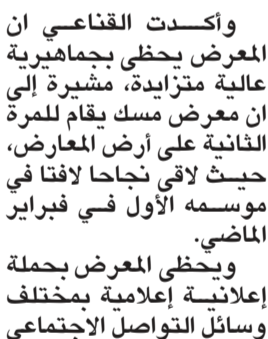 وأكدت القناعي ان
المعرض يحظى بجماهيرية
عالية متزايدة، مشيرة إلى
ان معرض مسك يقام للمرة
الثانية على أرض المعارض،
حيث لاقى نجاحا لافتا في
موسمه الأول في فبراير
الماضي.
ويحظى المعرض بحملة
إعلانية إعلامية بمختلف
وسائل التواصل الاجتماعي